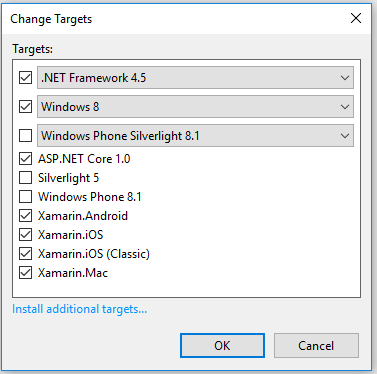 Change Targets
Targets:
.NET Framework 4.5
Windows 8
Windows Phone Silverlight 8.1
ASP.NET Core 1.0
Silverlight 5
Windows Phone 8.1
Xamarin.Android
Xamarin.iOS
Xamarin.iOS (Classic)
Xamarin.Mac
Install additional targets...
OK Cancel